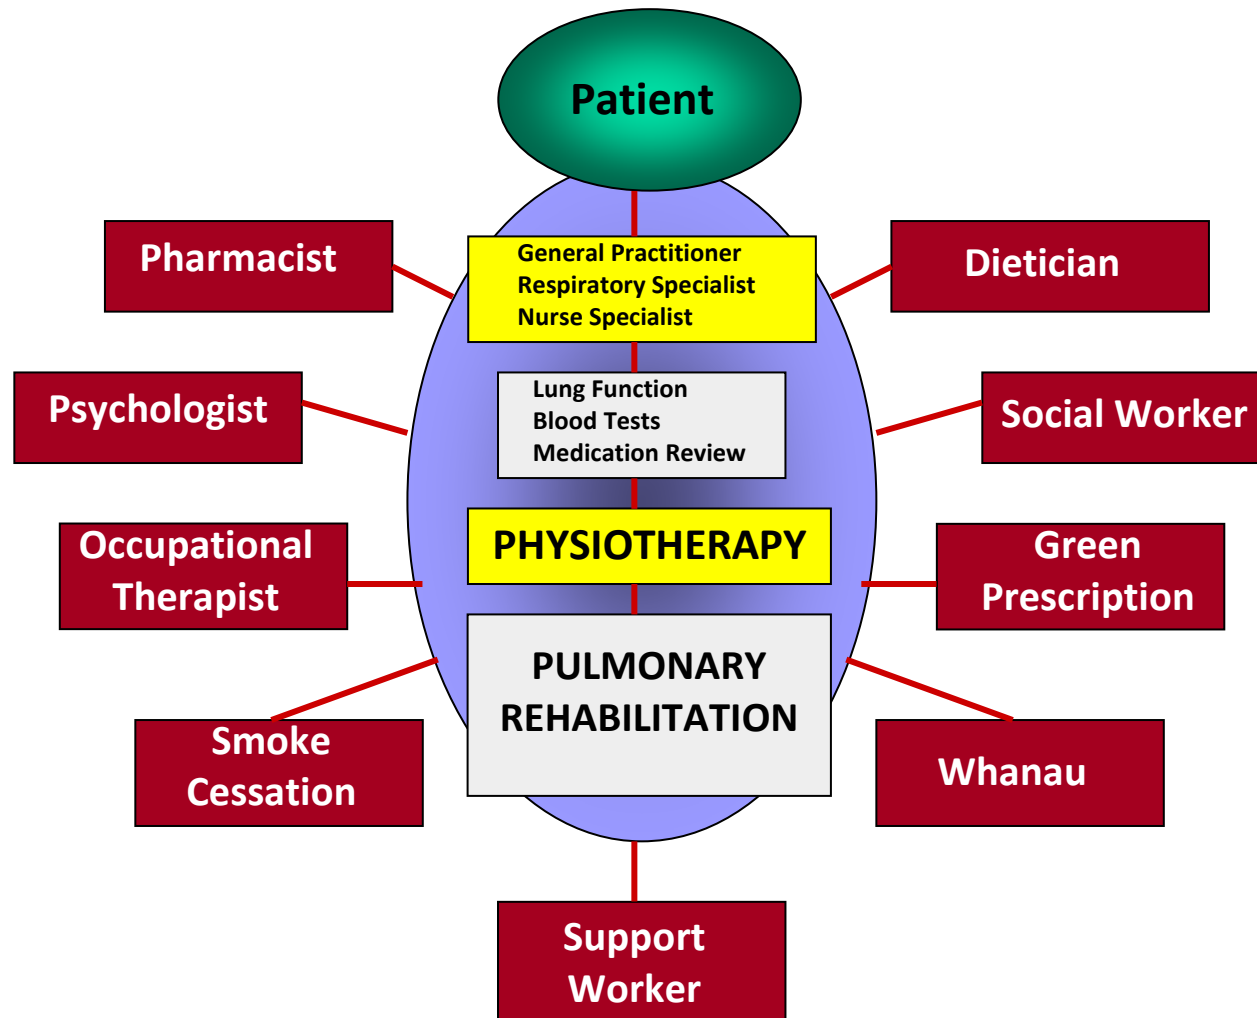 Patient
Pharmacist
General Practitioner
Respiratory Specialist
Nurse Specialist
Dietician
Psychologist
Lung Function
Blood Tests
Medication Review
Social Worker
Occupational
Therapist
PHYSIOTHERAPY
Green
Prescription
PULMONARY
REHABILITATION
Smoke
Cessation
Whanau
Support
Worker